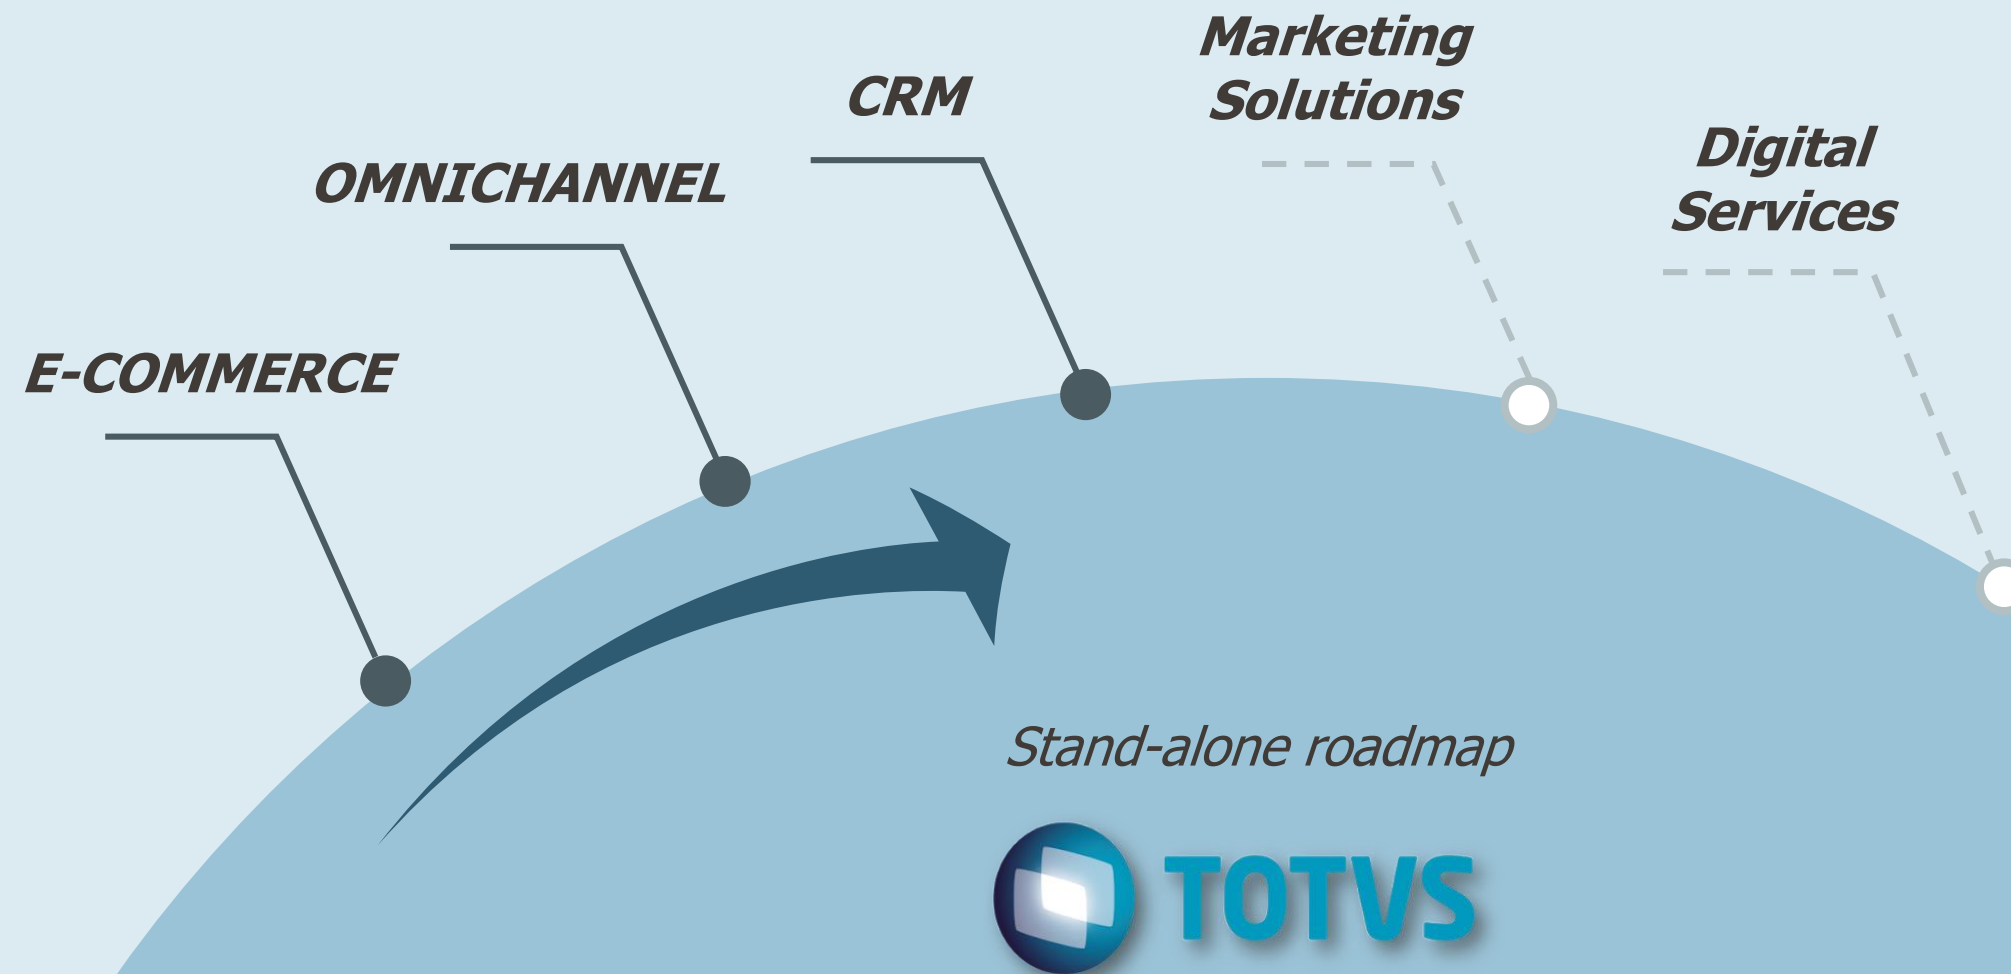 Marketing
Solutions
CRM
Digital
Services
OMNICHANNEL
E-COMMERCE
Stand-alone roadmap
TOTVS